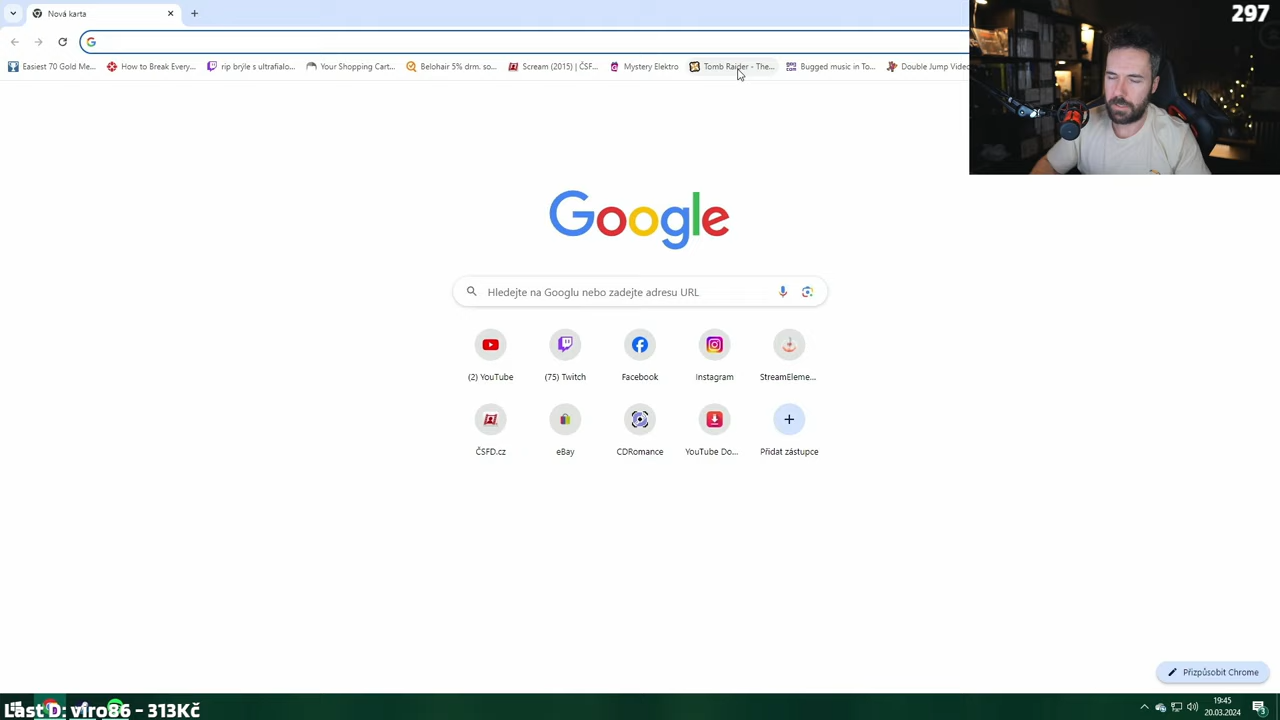 Nová karta
297
Easiest 70 Gold Me...
How to Break Every...
rip brýle s ultrafialo...
Your Shopping Cart...
Belohair 5% drm. so...
Scream (2015) | ČSF...
Mystery Elektro
Tomb Raider - The...
Bugged music in To...
Double Jump Video
Google
Hledejte na Googlu nebo zadejte adresu URL
(2) YouTube
(75) Twitch
Facebook
Instagram
StreamEleme...
ČSFD.cz
eBay
CDRomance
YouTube Do...
Přidat zástupce
Přizpůsobit Chrome
Last D: viro86 - 313Kč
19:45
20.03.2024
3